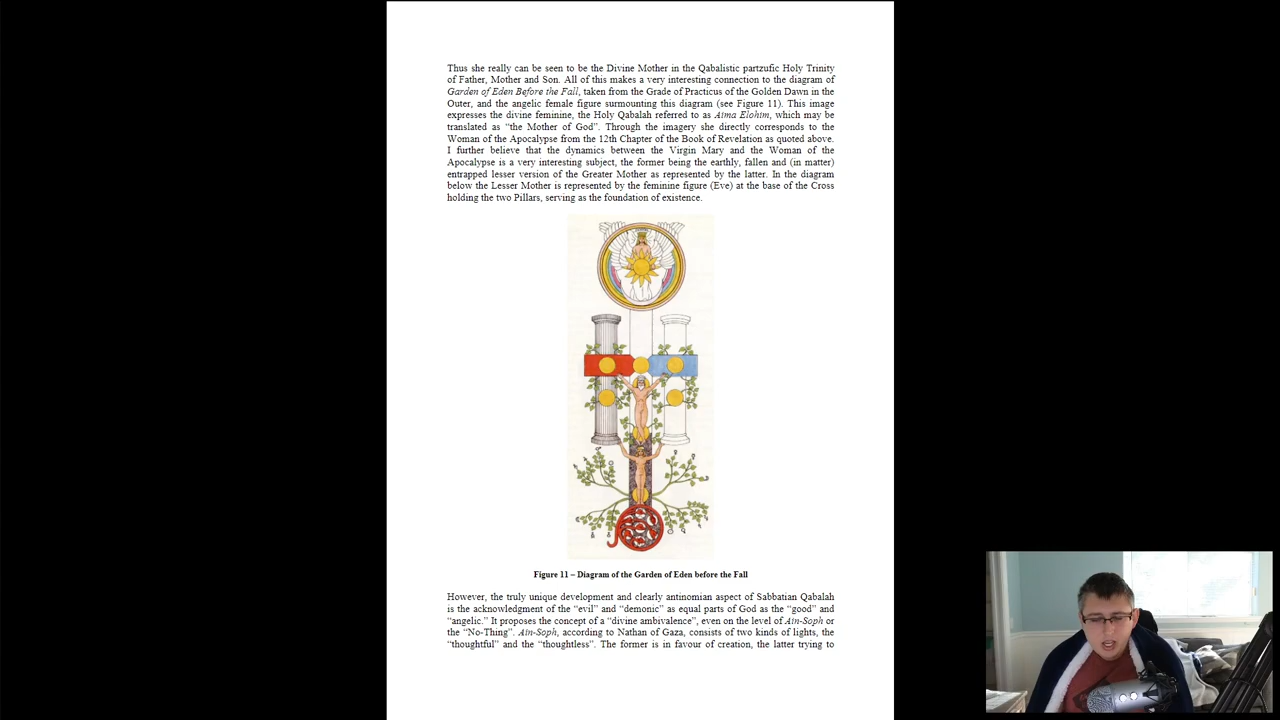 Thus she really can be seen to be the Divine Mother in the Qabalistic partzufic Holy Trinity
of Father, Mother and Son. All of this makes a very interesting connection to the diagram of
Garden of Eden Before the Fall, taken from the Grade of Practicus of the Golden Dawn in the
Outer, and the angelic female figure surmounting this diagram (see Figure 11). This image
expresses the divine feminine, the Holy Qabalah referred to as Aima Elohim, which may be
translated as “the Mother of God”. Through the imagery she directly corresponds to the
Woman of the Apocalypse from the 12th Chapter of the Book of Revelation as quoted above.
I further believe that the dynamics between the Virgin Mary and the Woman of the
Apocalypse is a very interesting subject, the former being the earthly, fallen and (in matter)
entrapped lesser version of the Greater Mother as represented by the latter. In the diagram
below the Lesser Mother is represented by the feminine figure (Eve) at the base of the Cross
holding the two Pillars, serving as the foundation of existence.
Figure 11 – Diagram of the Garden of Eden before the Fall
However, the truly unique development and clearly antinomian aspect of Sabbatian Qabalah
is the acknowledgment of the “evil” and “demonic” as equal parts of God as the “good” and
“angelic.” It proposes the concept of a “divine ambivalence”, even on the level of Ain-Soph or
the “No-Thing”. Ain-Soph, according to Nathan of Gaza, consists of two kinds of lights, the
“thoughtful” and the “thoughtless”. The former is in favour of creation, the latter trying to